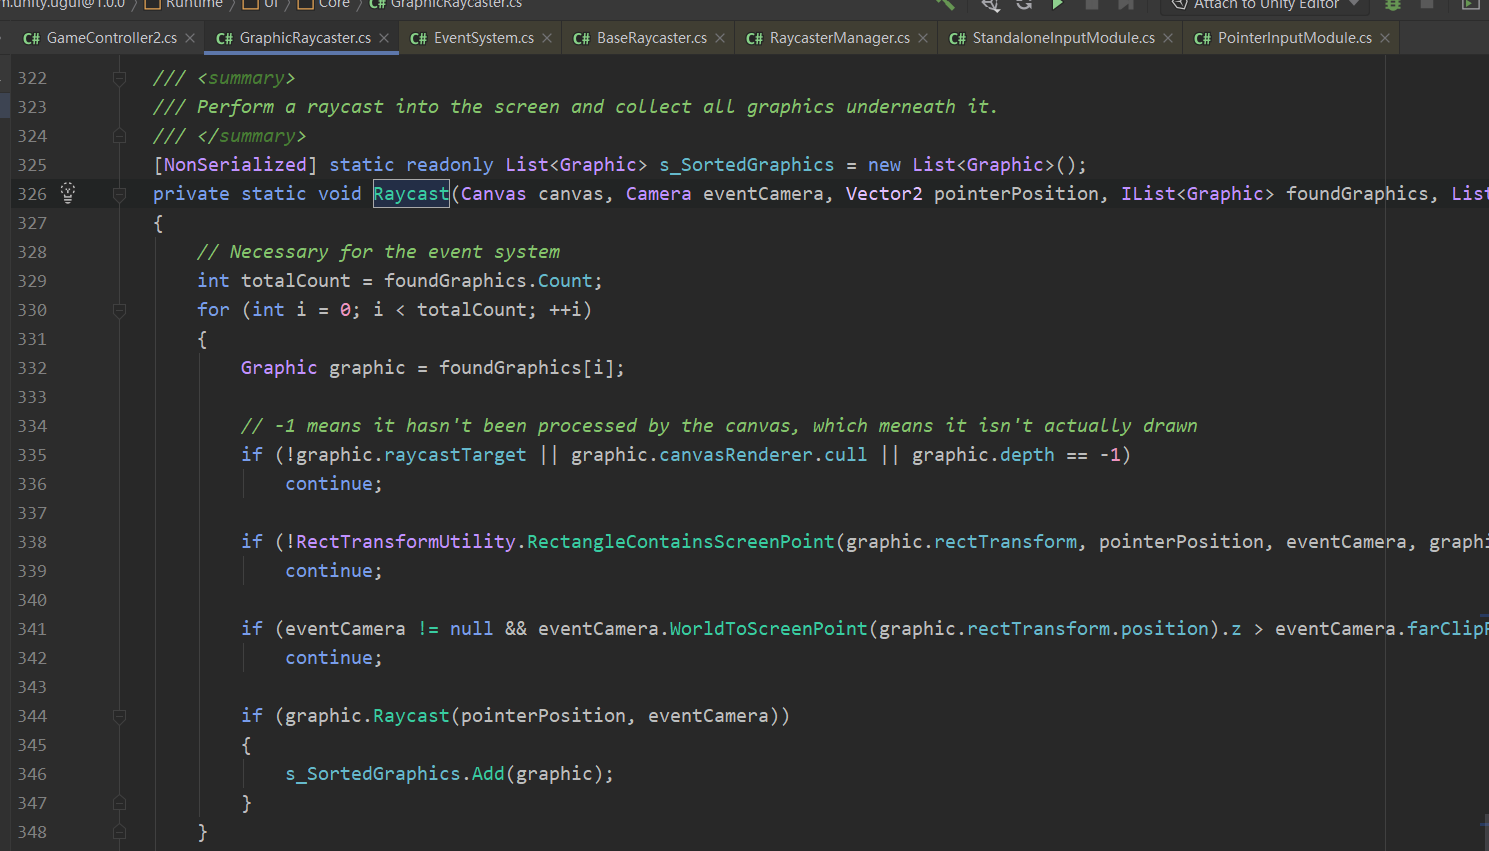 m.unity.ugui@1.0.0 Runtime UI Core C# GraphicRaycaster.cs Attach to Unity Editor
C# GameController2.cs C# GraphicRaycaster.cs C# EventSystem.cs C# BaseRaycaster.cs C# RaycasterManager.cs C# StandaloneInputModule.cs C# PointerInputModule.cs
322 /// <summary>
323 /// Perform a raycast into the screen and collect all graphics underneath it.
324 /// </summary>
325 [NonSerialized] static readonly List<Graphic> s_SortedGraphics = new List<Graphic>();
326 private static void Raycast(Canvas canvas, Camera eventCamera, Vector2 pointerPosition, IList<Graphic> foundGraphics, List
327 {
328 // Necessary for the event system
329 int totalCount = foundGraphics.Count;
330 for (int i = 0; i < totalCount; ++i)
331 {
332 Graphic graphic = foundGraphics[i];
333
334 // -1 means it hasn't been processed by the canvas, which means it isn't actually drawn
335 if (!graphic.raycastTarget || graphic.canvasRenderer.cull || graphic.depth == -1)
336 continue;
337
338 if (!RectTransformUtility.RectangleContainsScreenPoint(graphic.rectTransform, pointerPosition, eventCamera, graphi
339 continue;
340
341 if (eventCamera != null && eventCamera.WorldToScreenPoint(graphic.rectTransform.position).z > eventCamera.farClipP
342 continue;
343
344 if (graphic.Raycast(pointerPosition, eventCamera))
345 {
346 s_SortedGraphics.Add(graphic);
347 }
348 }